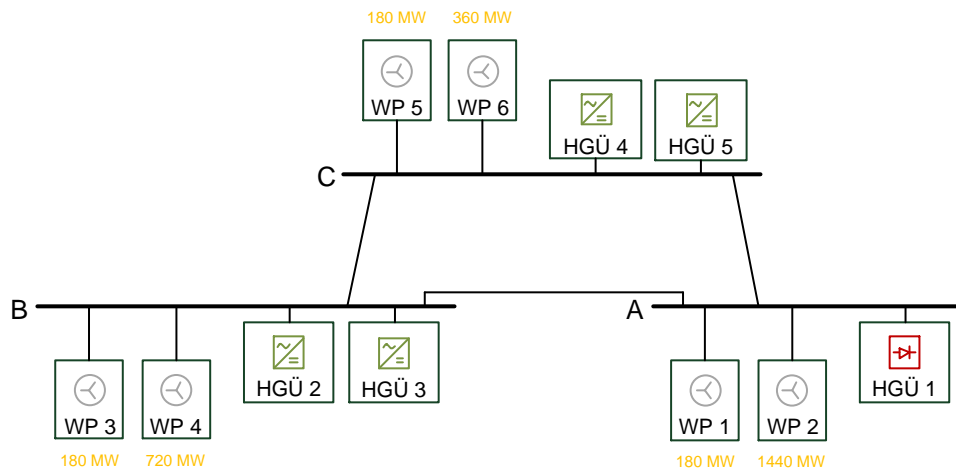 180 MW 360 MW
WP 5 WP 6 HGÜ 4 HGÜ 5
C
B A
HGÜ 2 HGÜ 3 HGÜ 1
WP 3 WP 4 WP 1 WP 2
180 MW 720 MW 180 MW 1440 MW